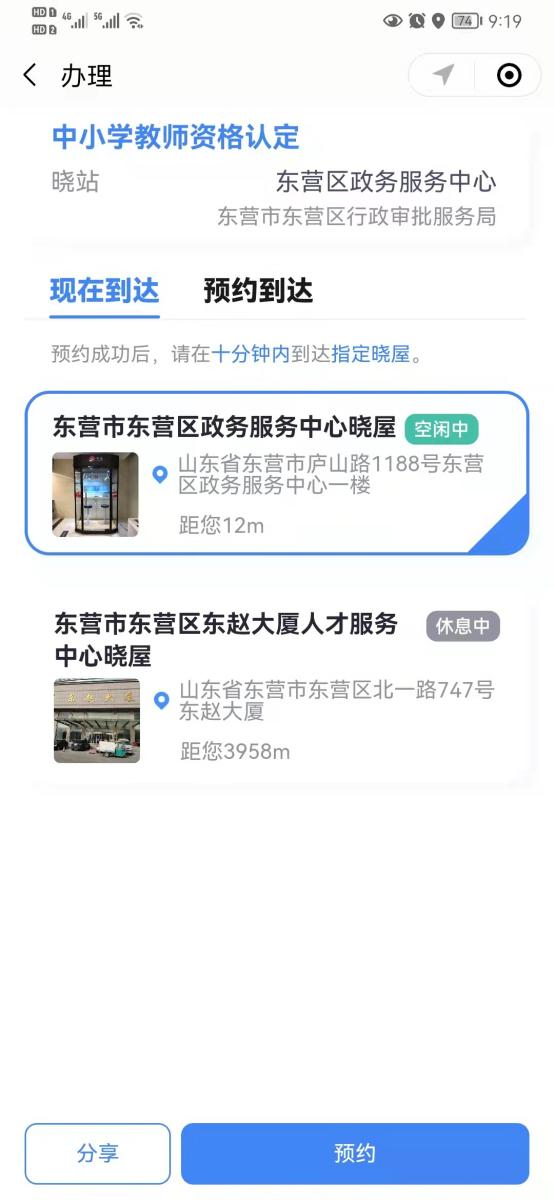 HD 1 4G 5G 74 9:19
HD 2
办理
中小学教师资格认定
晓站 东营区政务服务中心
东营市东营区行政审批服务局
现在到达 预约到达
预约成功后，请在十分钟内到达指定晓屋。
东营市东营区政务服务中心晓屋 空闲中
山东省东营市庐山路1188号东营
区政务服务中心一楼
距您12m
东营市东营区东赵大厦人才服务 休息中
中心晓屋
山东省东营市东营区北一路747号
东赵大厦
距您3958m
分享 预约